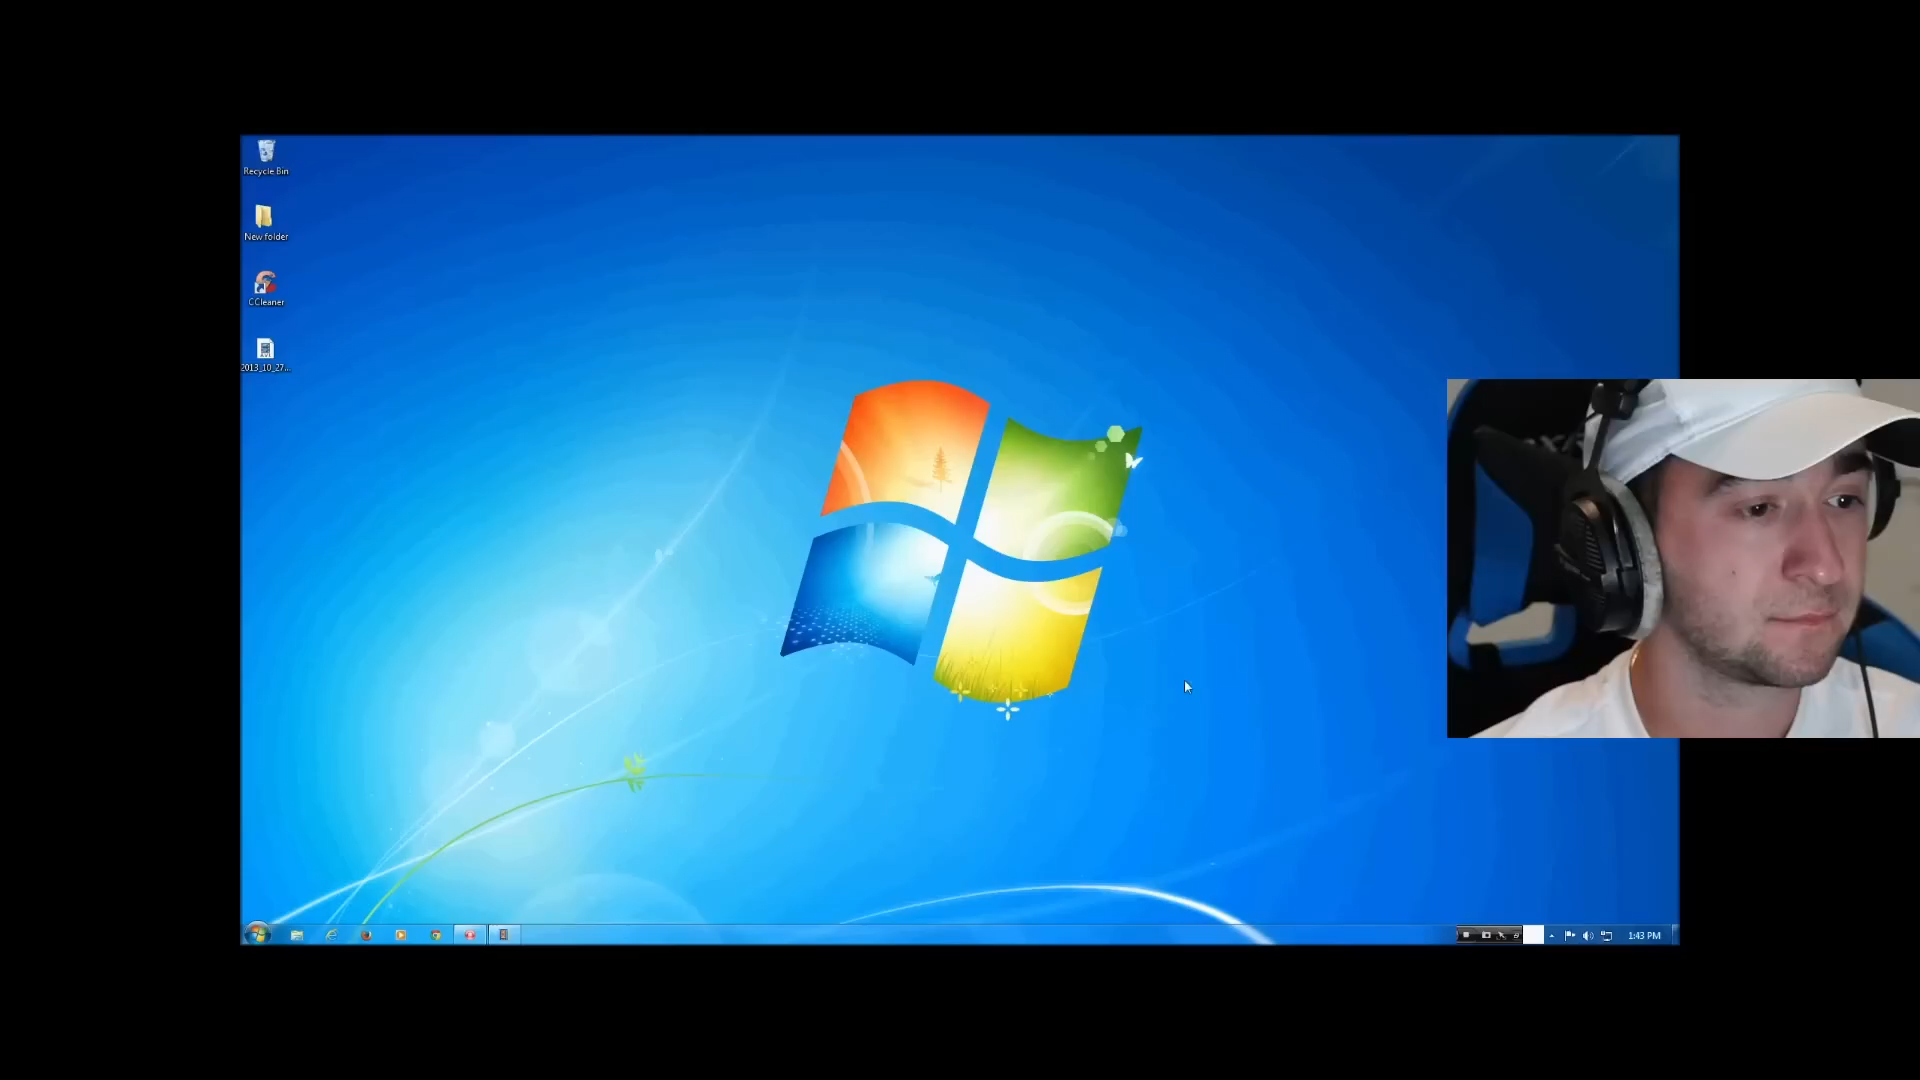 Recycle Bin
New folder
CCleaner
2013_10_27...
1:43 PM